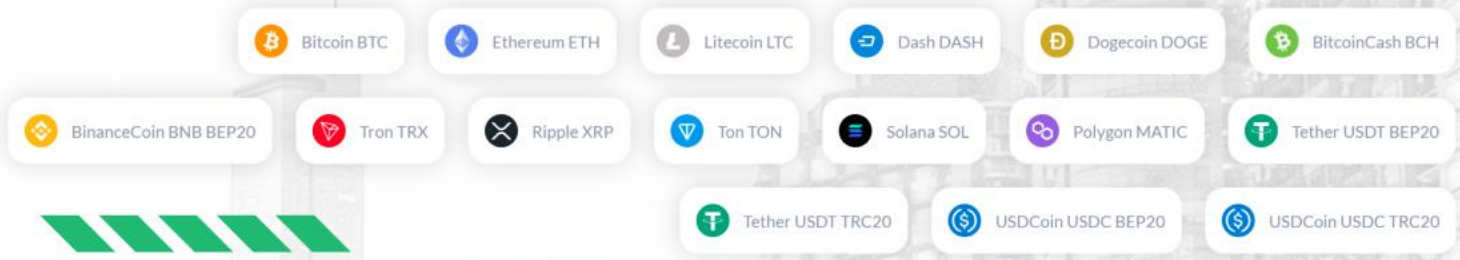 Bitcoin BTC Ethereum ETH Litecoin LTC Dash DASH Dogecoin DOGE BitcoinCash BCH
BinanceCoin BNB BEP20 Tron TRX Ripple XRP Ton TON Solana SOL Polygon MATIC Tether USDT BEP20
Tether USDT TRC20 USDCoin USDC BEP20 USDCoin USDC TRC20